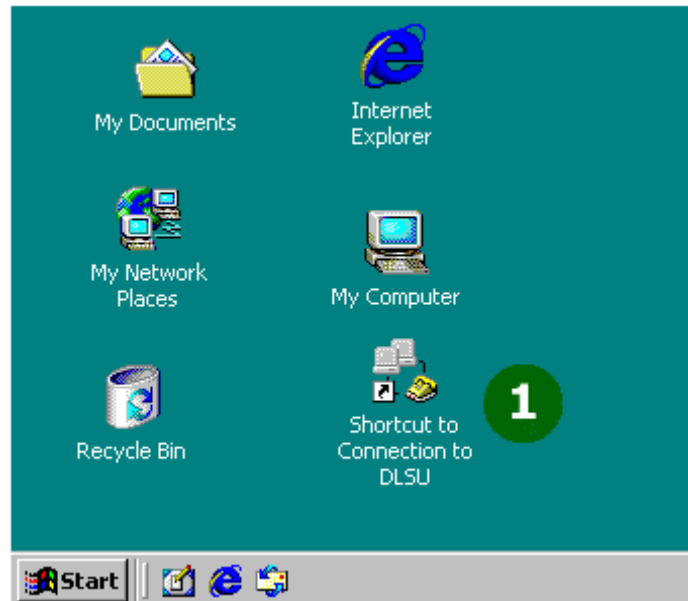 My Documents
Internet
Explorer
My Network
Places
My Computer
Recycle Bin
Shortcut to
Connection to
DLSU
1
Start